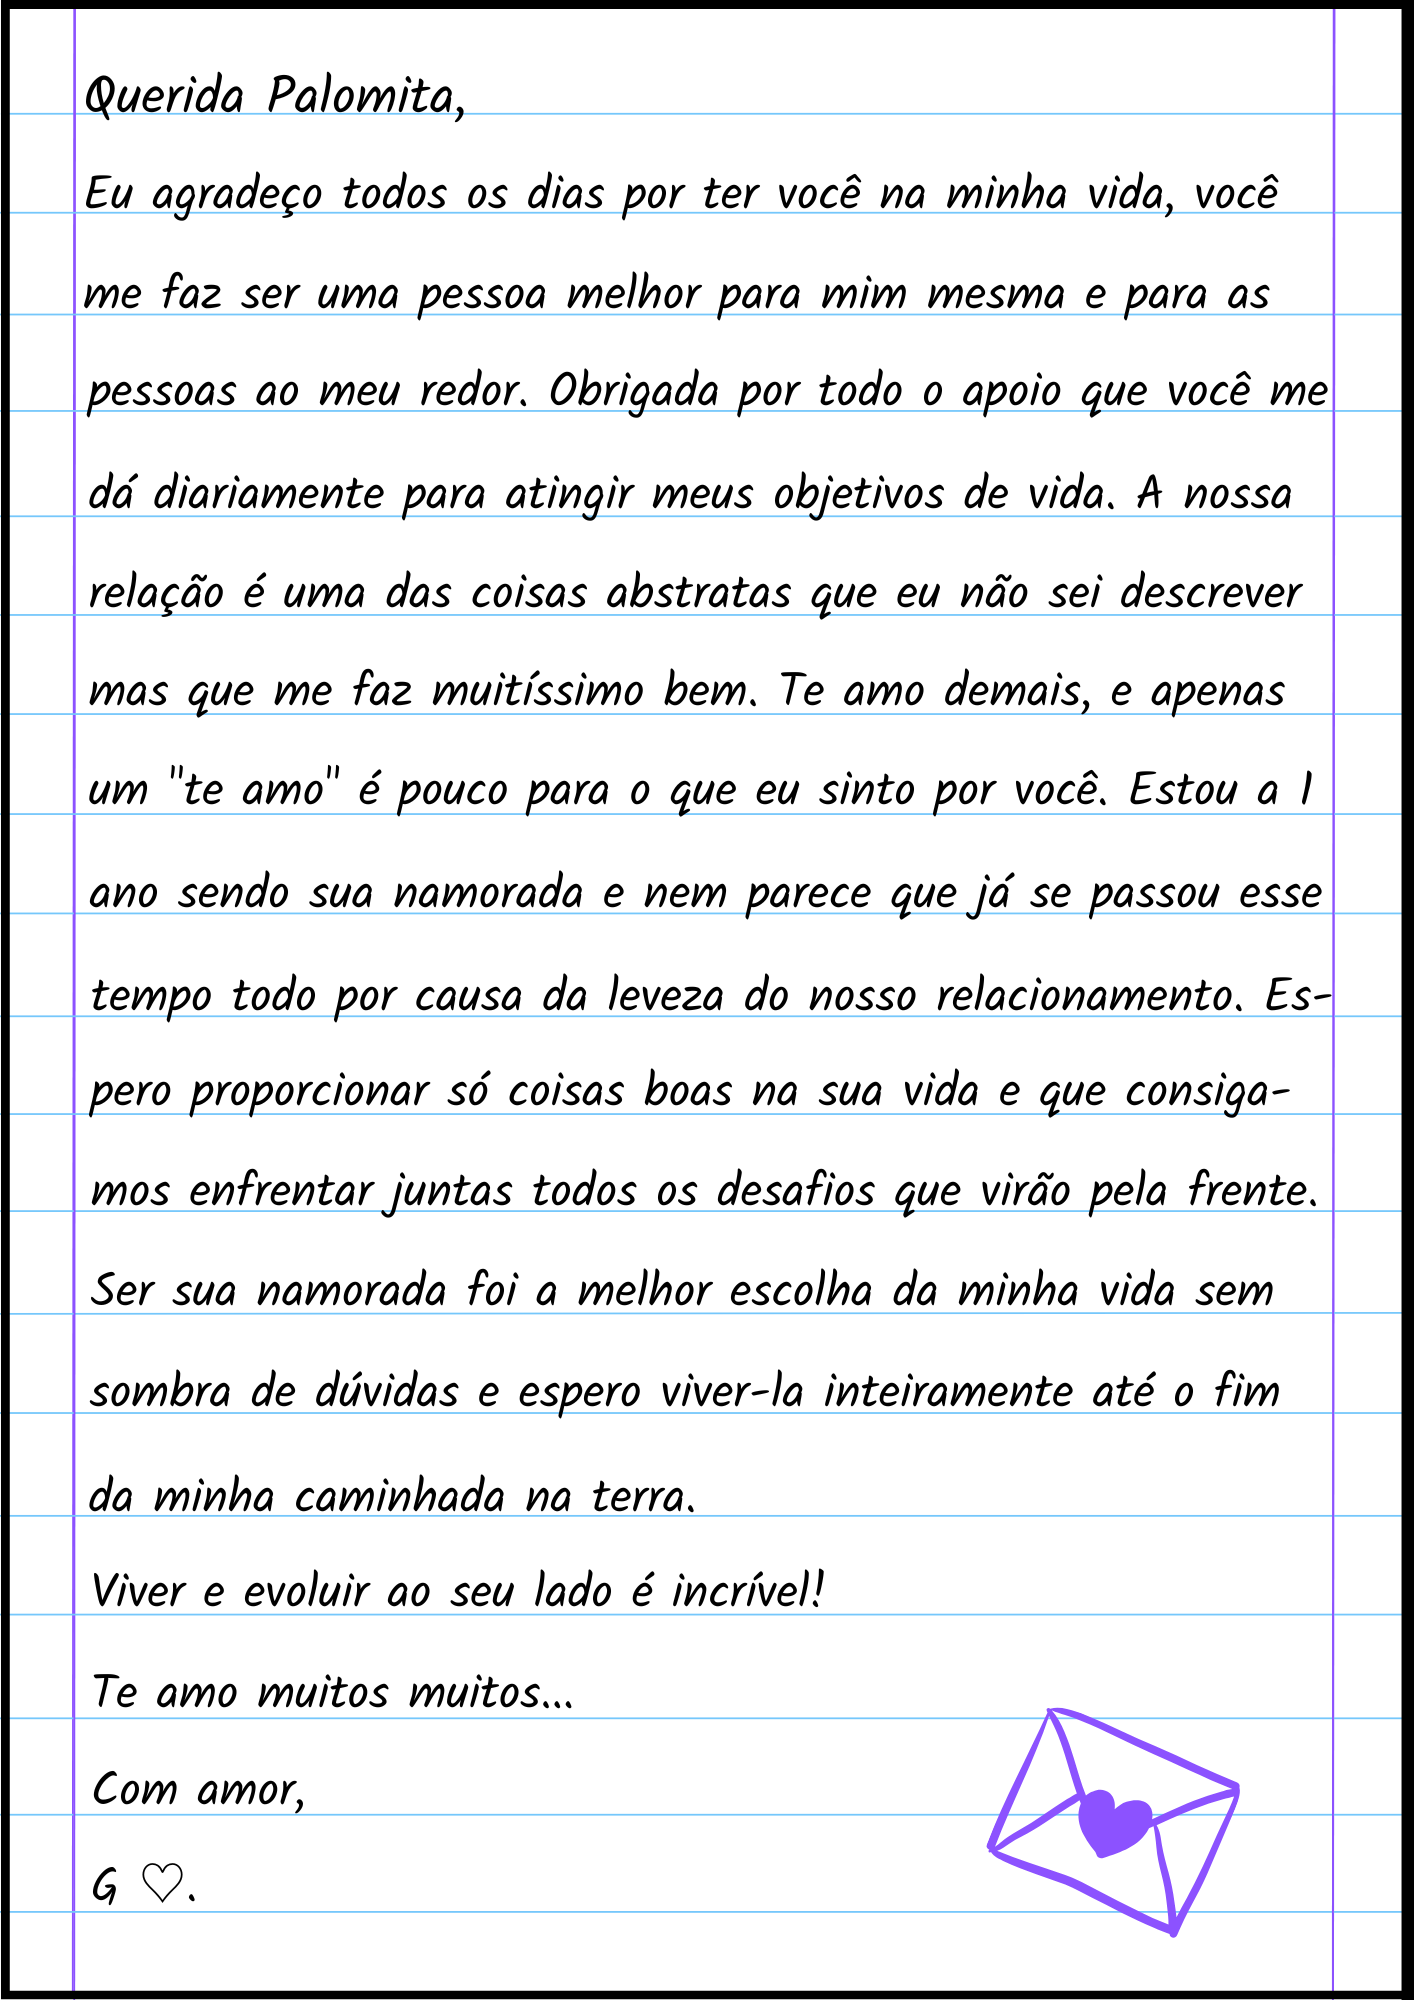 Querida Palomita,
Eu agradeço todos os dias por ter você na minha vida, você
me faz ser uma pessoa melhor para mim mesma e para as
pessoas ao meu redor. Obrigada por todo o apoio que você me
dá diariamente para atingir meus objetivos de vida. A nossa
relação é uma das coisas abstratas que eu não sei descrever
mas que me faz muitíssimo bem. Te amo demais, e apenas
um "te amo" é pouco para o que eu sinto por você. Estou a 1
ano sendo sua namorada e nem parece que já se passou esse
tempo todo por causa da leveza do nosso relacionamento. Es-
pero proporcionar só coisas boas na sua vida e que consiga-
mos enfrentar juntas todos os desafios que virão pela frente.
Ser sua namorada foi a melhor escolha da minha vida sem
sombra de dúvidas e espero viver-la inteiramente até o fim
da minha caminhada na terra.
Viver e evoluir ao seu lado é incrível!
Te amo muitos muitos...
Com amor,
G ♡.